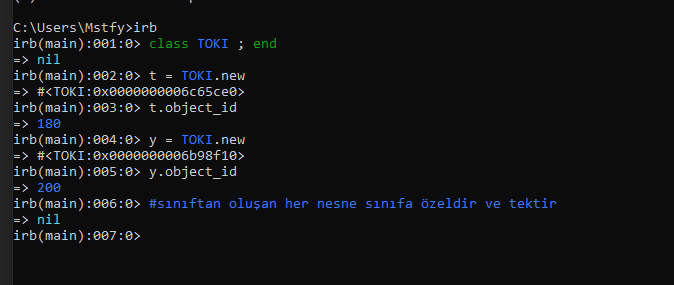 C:\Users\Mstfy>irb
irb(main):001:0> class TOKI ; end
=> nil
irb(main):002:0> t = TOKI.new
=> #<TOKI:0x0000000006c65ce0>
irb(main):003:0> t.object_id
=> 180
irb(main):004:0> y = TOKI.new
=> #<TOKI:0x0000000006b98f10>
irb(main):005:0> y.object_id
=> 200
irb(main):006:0> #sınıftan oluşan her nesne sınıfa özeldir ve tektir
=> nil
irb(main):007:0>